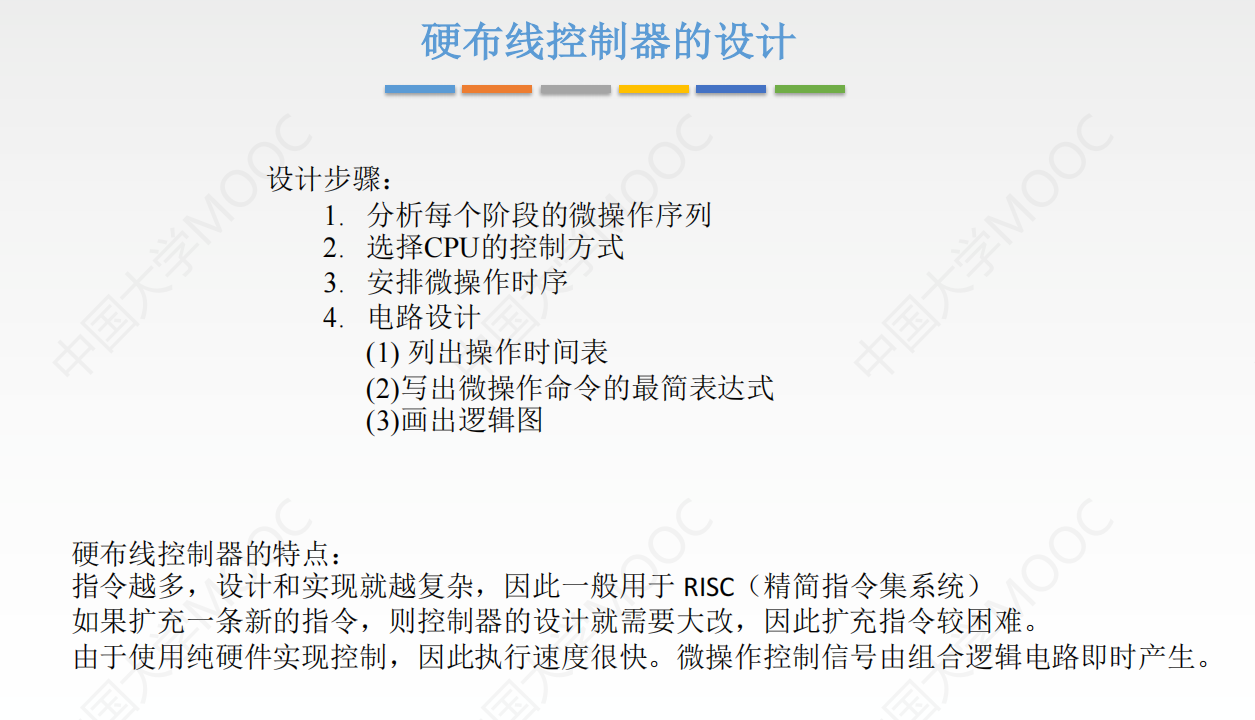 硬布线控制器的设计
设计步骤：
1. 分析每个阶段的微操作序列
2. 选择CPU的控制方式
3. 安排微操作时序
4. 电路设计
(1) 列出操作时间表
(2)写出微操作命令的最简表达式
(3)画出逻辑图
硬布线控制器的特点：
指令越多，设计和实现就越复杂，因此一般用于 RISC（精简指令集系统）
如果扩充一条新的指令，则控制器的设计就需要大改，因此扩充指令较困难。
由于使用纯硬件实现控制，因此执行速度很快。微操作控制信号由组合逻辑电路即时产生。
中国大学MOOC
中国大学MOOC
中国大学MOOC
中国大学MOOC
中国大学MOOC
中国大学MOOC